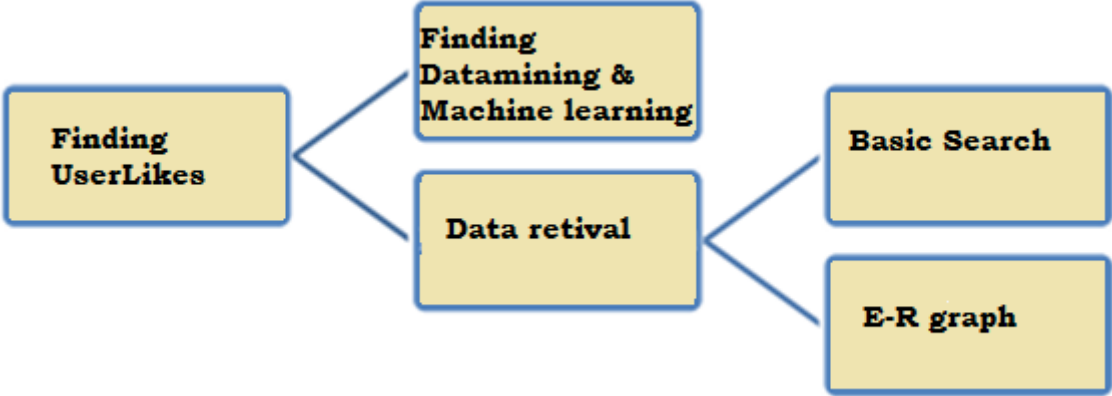 Finding
UserLikes
Finding
Datamining &
Machine learning
Data retival
Basic Search
E-R graph